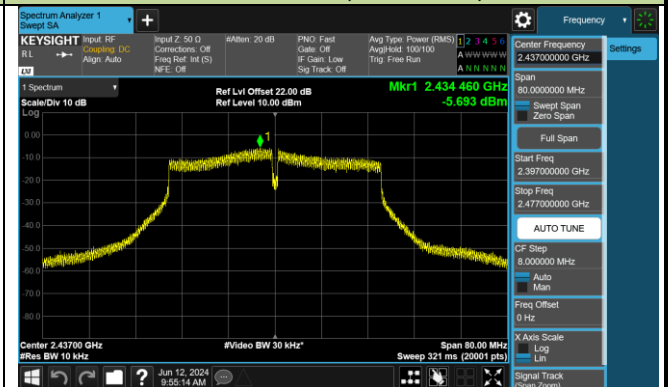 Spectrum Analyzer 1
Swept SA
Frequency
KEYSIGHT
Input: RF
Input Z: 50 Ω
#Atten: 20 dB
PNO: Fast
Avg Type: Power (RMS)
1 2 3 4 5 6
RL
Coupling: DC
Corrections: Off
Gate: Off
Avg|Hold: 100/100
A W W W W W
Align: Auto
Freq Ref: Int (S)
IF Gain: Low
Trig: Free Run
NFE: Off
Sig Track: Off
A N N N N N
Center Frequency
2.437000000 GHz
Settings
Span
80.0000000 MHz
Swept Span
Zero Span
Full Span
Start Freq
2.397000000 GHz
Stop Freq
2.477000000 GHz
AUTO TUNE
CF Step
8.000000 MHz
Auto
Man
Freq Offset
0 Hz
X Axis Scale
Log
Lin
Signal Track
(Span Zoom)
1 Spectrum
Ref Lvl Offset 22.00 dB
Mkr1 2.434 460 GHz
Scale/Div 10 dB
Ref Level 10.00 dBm
-5.693 dBm
Log
1
0.00
-10.0
-20.0
-30.0
-40.0
-50.0
-60.0
-70.0
-80.0
Center 2.43700 GHz
#Video BW 30 kHz*
Span 80.00 MHz
#Res BW 10 kHz
Sweep 321 ms (20001 pts)
?
Jun 12, 2024
9:55:14 AM